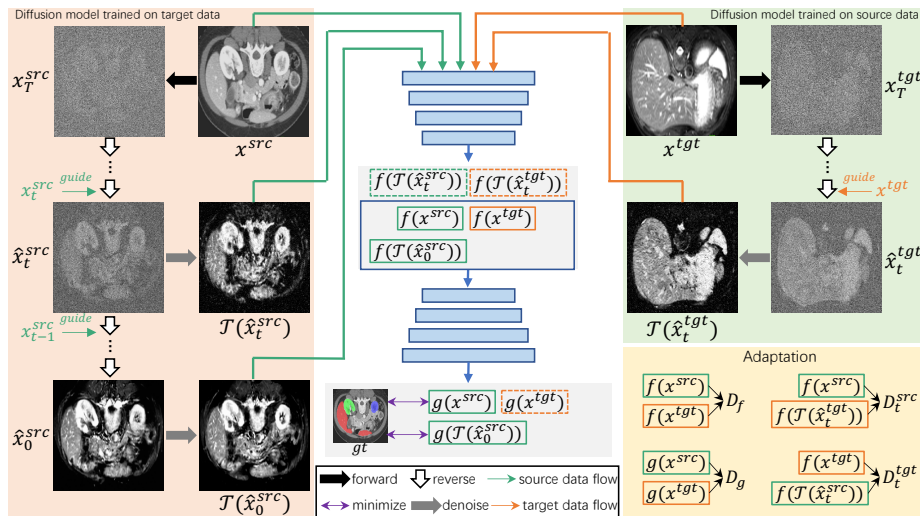 Diffusion model trained on target data
x_T^{src}
x^{src}
x_t^{src} guide
x̂_t^{src}
𝒯(x̂_t^{src})
x_{t-1}^{src} guide
x̂_0^{src}
𝒯(x̂_0^{src})
f(𝒯(x̂_t^{src})) f(𝒯(x̂_t^{tgt}))
f(x^{src}) f(x^{tgt})
f(𝒯(x̂_0^{src}))
g(x^{src}) g(x^{tgt})
g(𝒯(x̂_0^{src}))
gt
forward reverse source data flow
minimize denoise target data flow
Diffusion model trained on source data
x^{tgt}
x_T^{tgt}
guide x^{tgt}
x̂_t^{tgt}
𝒯(x̂_t^{tgt})
Adaptation
f(x^{src})
f(x^{tgt})
D_f
f(x^{src})
f(𝒯(x̂_t^{tgt}))
D_t^{src}
g(x^{src})
g(x^{tgt})
D_g
f(x^{tgt})
f(𝒯(x̂_t^{src}))
D_t^{tgt}